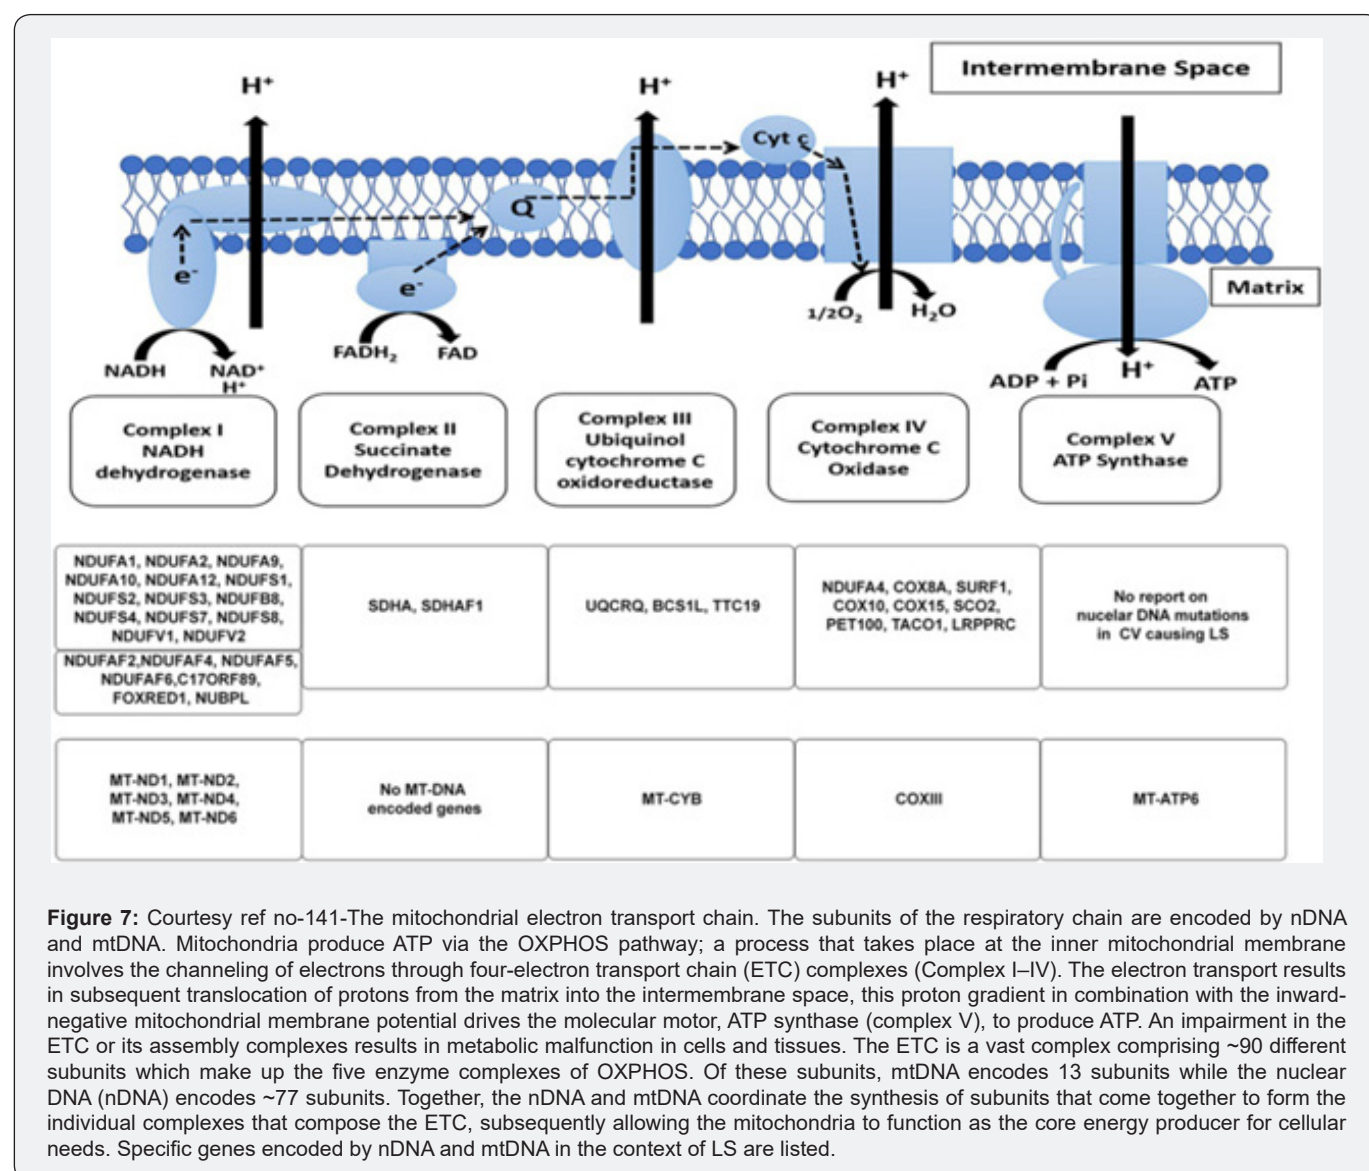 Intermembrane Space
H⁺
H⁺
H⁺
Cyt c
Q
e⁻
e⁻
Matrix
1/2O₂
H₂O
NADH
NAD⁺
H⁺
FADH₂
FAD
ADP + Pi
H⁺
ATP
Complex I
NADH
dehydrogenase
Complex II
Succinate
Dehydrogenase
Complex III
Ubiquinol
cytochrome C
oxidoreductase
Complex IV
Cytochrome C
Oxidase
Complex V
ATP Synthase
NDUFA1, NDUFA2, NDUFA9,
NDUFA10, NDUFA12, NDUFS1,
NDUFS2, NDUFS3, NDUFB8,
NDUFS4, NDUFS7, NDUFS8,
NDUFV1, NDUFV2
NDUFAF2,NDUFAF4, NDUFAF5,
NDUFAF6,C17ORF89,
FOXRED1, NUBPL
SDHA, SDHAF1
UQCRQ, BCS1L, TTC19
NDUFA4, COX8A, SURF1,
COX10, COX15, SCO2,
PET100, TACO1, LRPPRC
No report on
nucelar DNA mutations
in CV causing LS
MT-ND1, MT-ND2,
MT-ND3, MT-ND4,
MT-ND5, MT-ND6
No MT-DNA
encoded genes
MT-CYB
COXIII
MT-ATP6
Figure 7: Courtesy ref no-141-The mitochondrial electron transport chain. The subunits of the respiratory chain are encoded by nDNA
and mtDNA. Mitochondria produce ATP via the OXPHOS pathway; a process that takes place at the inner mitochondrial membrane
involves the channeling of electrons through four-electron transport chain (ETC) complexes (Complex I–IV). The electron transport results
in subsequent translocation of protons from the matrix into the intermembrane space, this proton gradient in combination with the inward-
negative mitochondrial membrane potential drives the molecular motor, ATP synthase (complex V), to produce ATP. An impairment in the
ETC or its assembly complexes results in metabolic malfunction in cells and tissues. The ETC is a vast complex comprising ~90 different
subunits which make up the five enzyme complexes of OXPHOS. Of these subunits, mtDNA encodes 13 subunits while the nuclear
DNA (nDNA) encodes ~77 subunits. Together, the nDNA and mtDNA coordinate the synthesis of subunits that come together to form the
individual complexes that compose the ETC, subsequently allowing the mitochondria to function as the core energy producer for cellular
needs. Specific genes encoded by nDNA and mtDNA in the context of LS are listed.